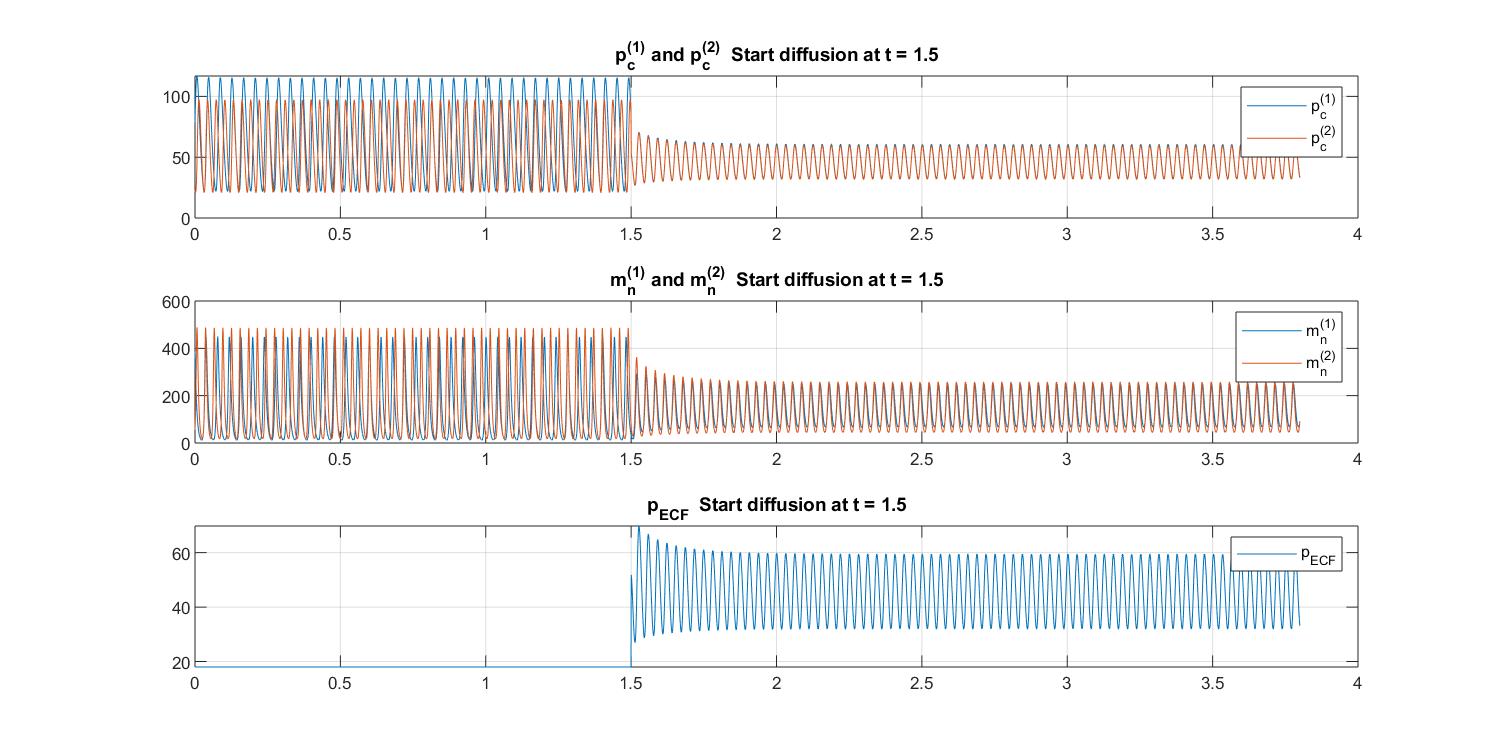 p_c^(1) and p_c^(2) Start diffusion at t = 1.5
100
50
0
0 0.5 1 1.5 2 2.5 3 3.5 4
p_c^(1)
p_c^(2)
m_n^(1) and m_n^(2) Start diffusion at t = 1.5
600
400
200
0
0 0.5 1 1.5 2 2.5 3 3.5 4
m_n^(1)
m_n^(2)
p_ECF Start diffusion at t = 1.5
60
40
20
0 0.5 1 1.5 2 2.5 3 3.5 4
p_ECF